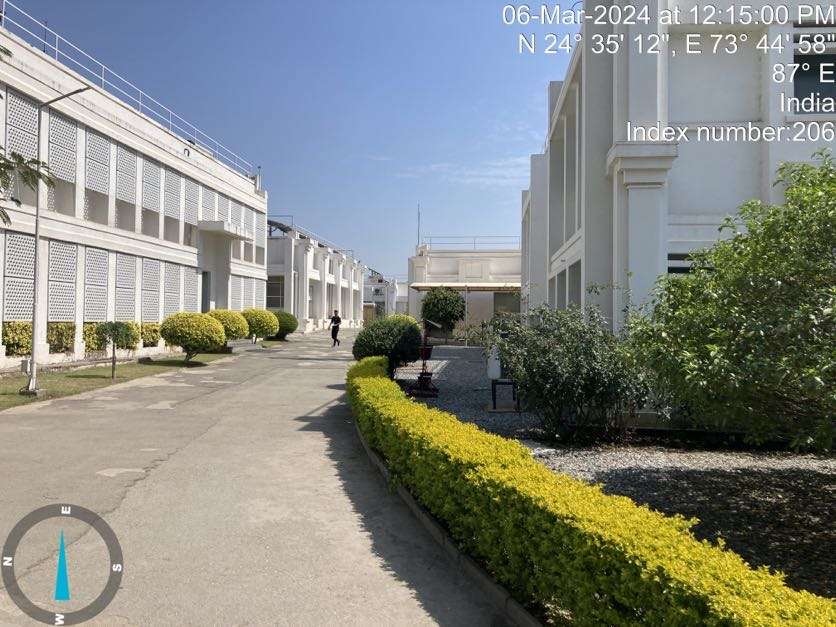 06-Mar-2024 at 12:15:00 PM
N 24° 35' 12", E 73° 44' 58"
87° E
India
Index number:206
E
N
S
W